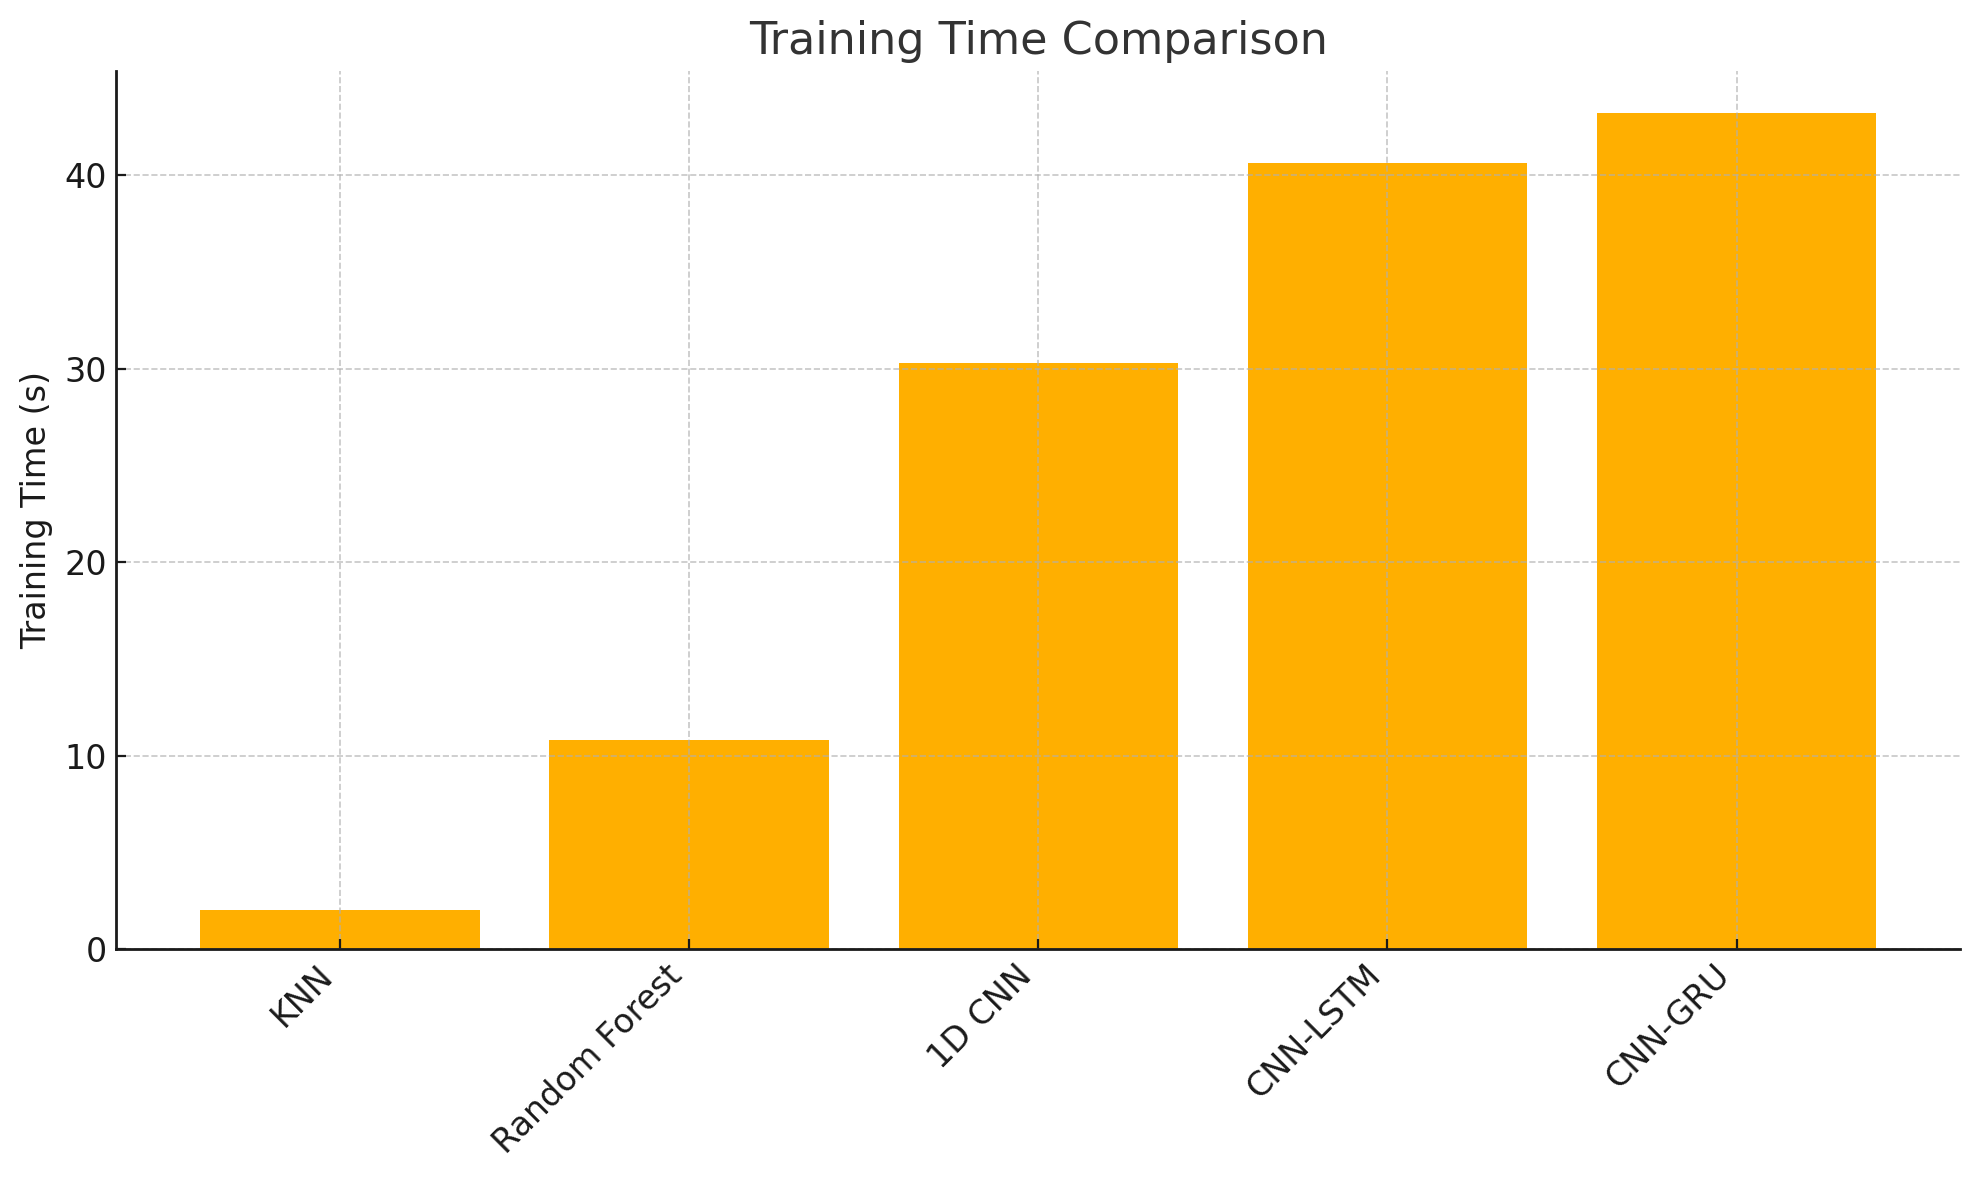 Training Time Comparison
Training Time (s)
40
30
20
10
0
KNN
Random Forest
1D CNN
CNN-LSTM
CNN-GRU